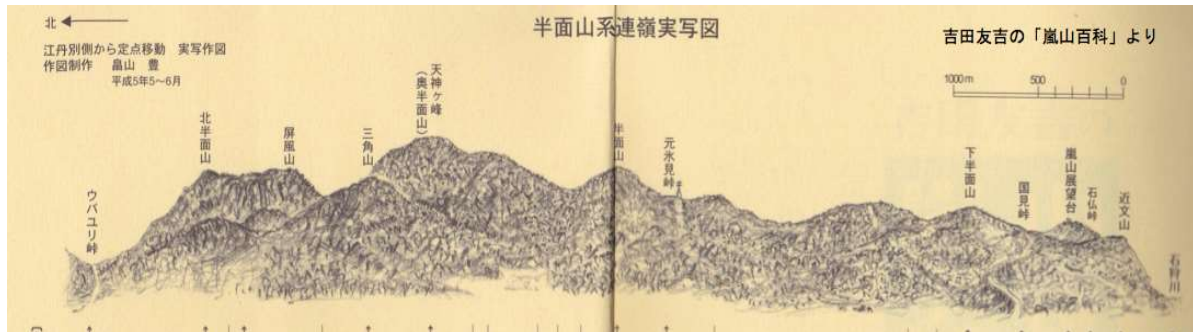 半面山系連嶺実写図
北
江丹別側から定点移動 実写作図
作図制作 畠山 豊
平成5年5〜6月
吉田友吉の「嵐山百科」より
1000m 500 0
ウバユリ峠
北半面山
屏風山
三角山
天神ヶ峰
(奥半面山)
半面山
元氷見峠
下半面山
国見峠
嵐山展望台
石仏峠
近文山
石狩川